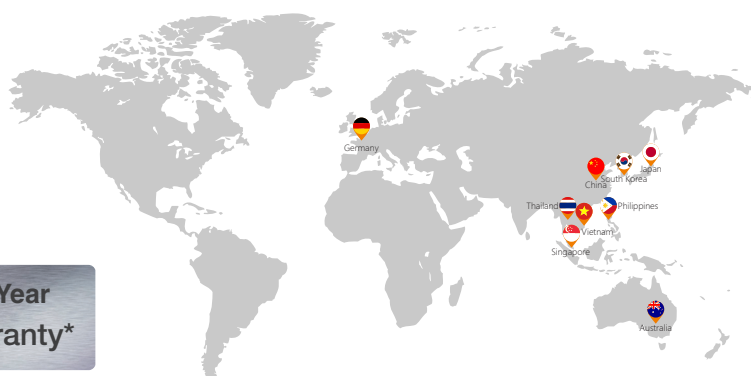 Germany
Japan
South Korea
China
Thailand
Philippines
Vietnam
Singapore
Year
ranty*
Australia